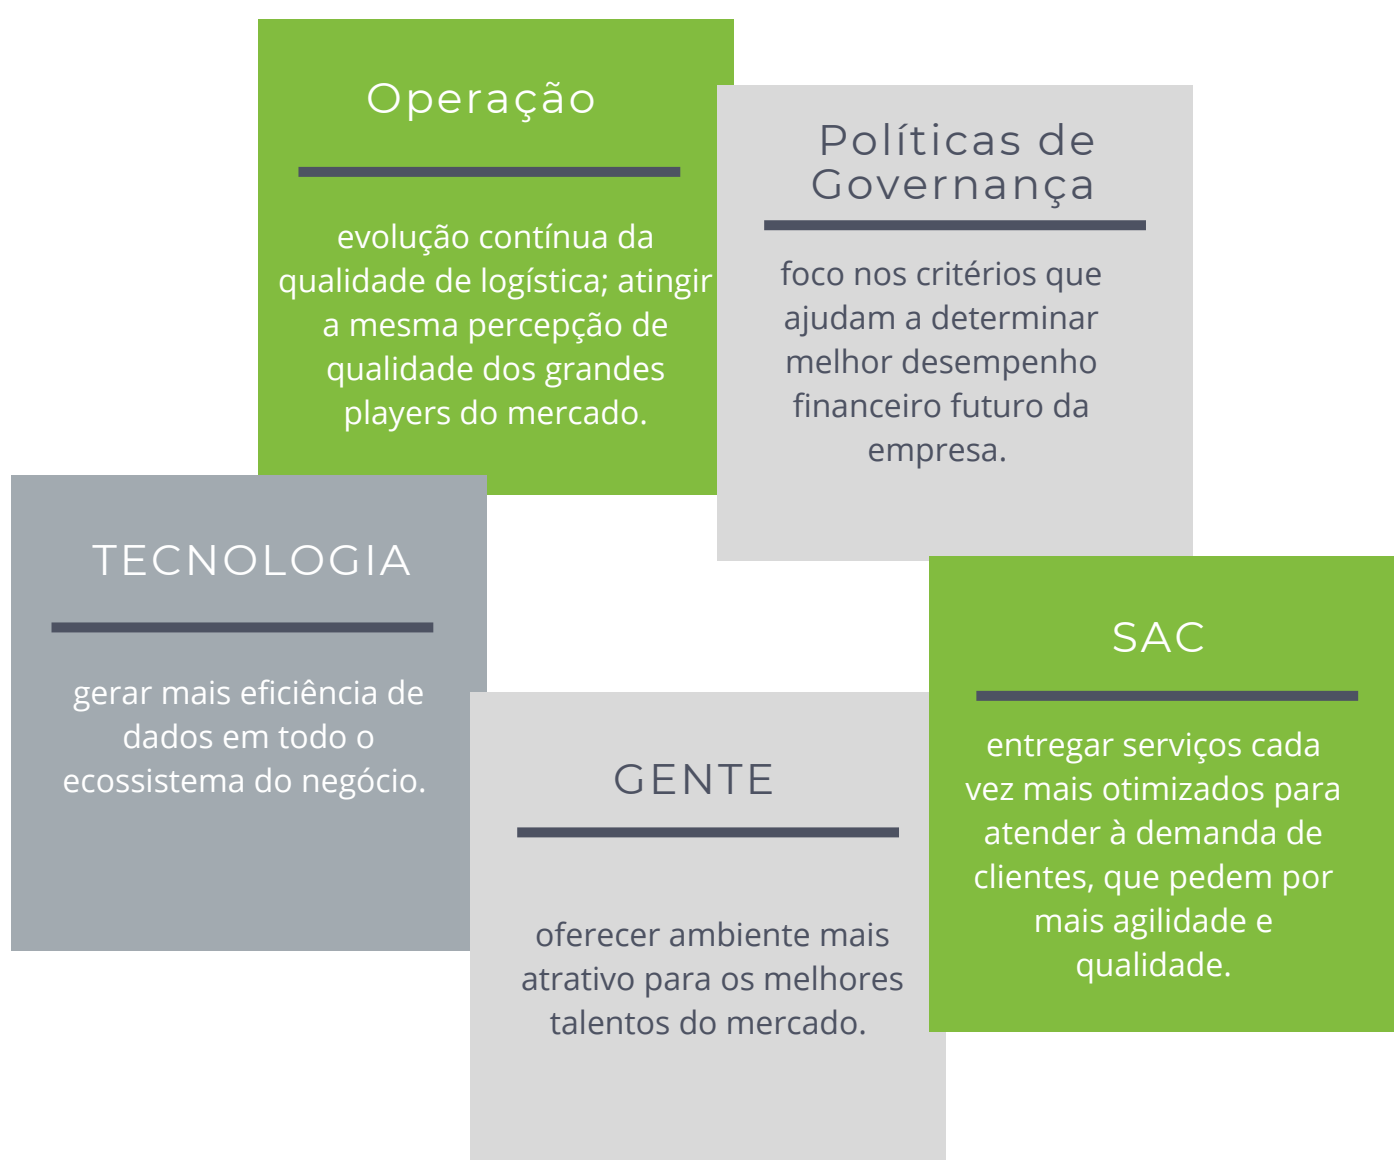 Operação
evolução contínua da
qualidade de logística; atingir
a mesma percepção de
qualidade dos grandes
players do mercado.
Políticas de
Governança
foco nos critérios que
ajudam a determinar
melhor desempenho
financeiro futuro da
empresa.
TECNOLOGIA
gerar mais eficiência de
dados em todo o
ecossistema do negócio.
GENTE
oferecer ambiente mais
atrativo para os melhores
talentos do mercado.
SAC
entregar serviços cada
vez mais otimizados para
atender à demanda de
clientes, que pedem por
mais agilidade e
qualidade.